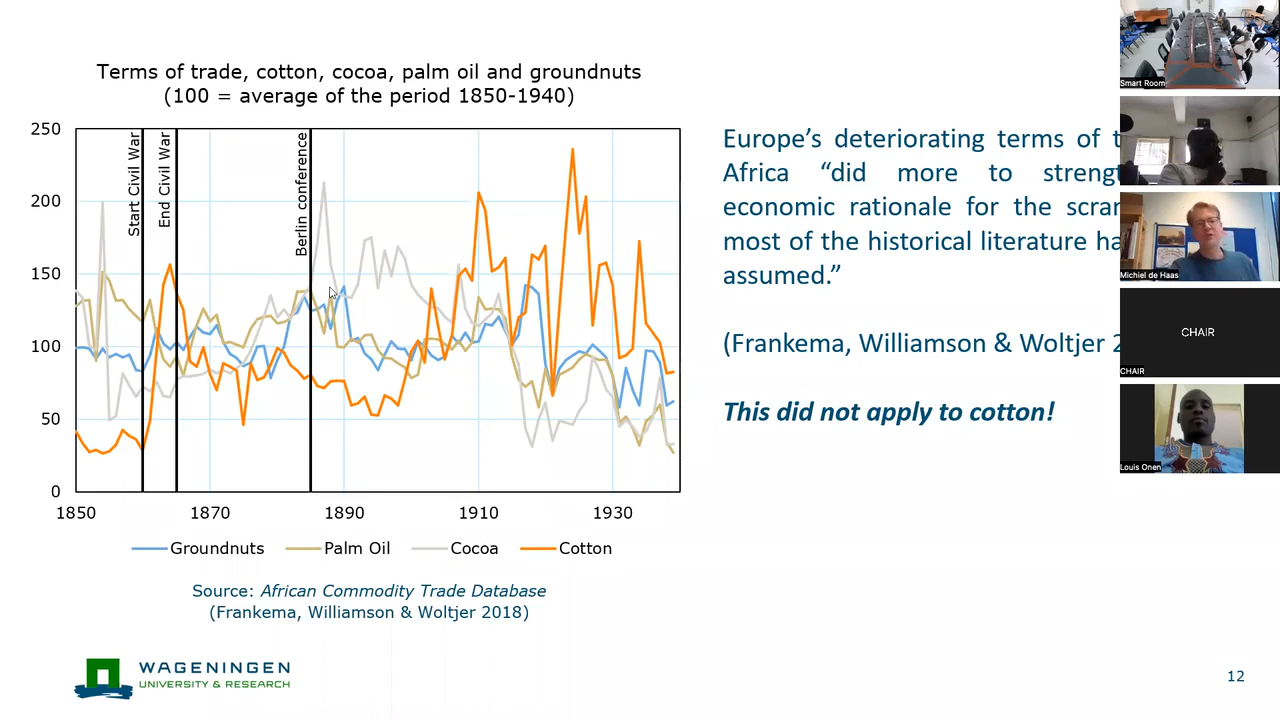 Terms of trade, cotton, cocoa, palm oil and groundnuts
(100 = average of the period 1850-1940)
250
200
150
100
50
0
Start Civil War
End Civil War
Berlin conference
1850
1870
1890
1910
1930
Groundnuts
Palm Oil
Cocoa
Cotton
Source: African Commodity Trade Database
(Frankema, Williamson & Woltjer 2018)
WAGENINGEN
UNIVERSITY & RESEARCH
Europe’s deteriorating terms of
Africa “did more to
economic rationale for the
most of the historical literature
assumed.”
(Frankema, Williamson & Woltjer
This did not apply to cotton!
12
Smart Room
Michiel de Haas
CHAIR
CHAIR
Louis Onen